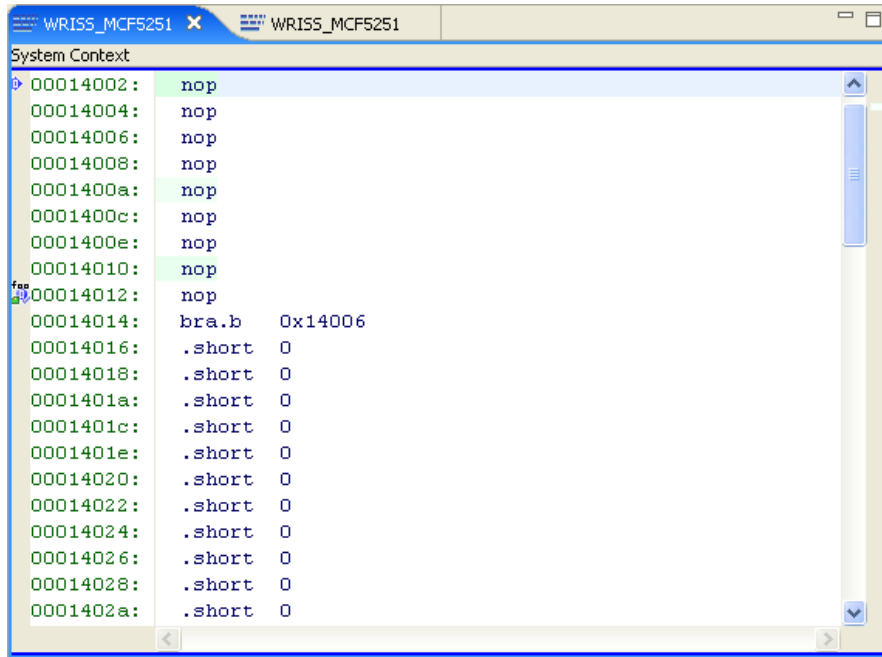 WRISS_MCF5251 WRISS_MCF5251
System Context
00014002: nop
00014004: nop
00014006: nop
00014008: nop
0001400a: nop
0001400c: nop
0001400e: nop
00014010: nop
00014012: nop
00014014: bra.b 0x14006
00014016: .short 0
00014018: .short 0
0001401a: .short 0
0001401c: .short 0
0001401e: .short 0
00014020: .short 0
00014022: .short 0
00014024: .short 0
00014026: .short 0
00014028: .short 0
0001402a: .short 0